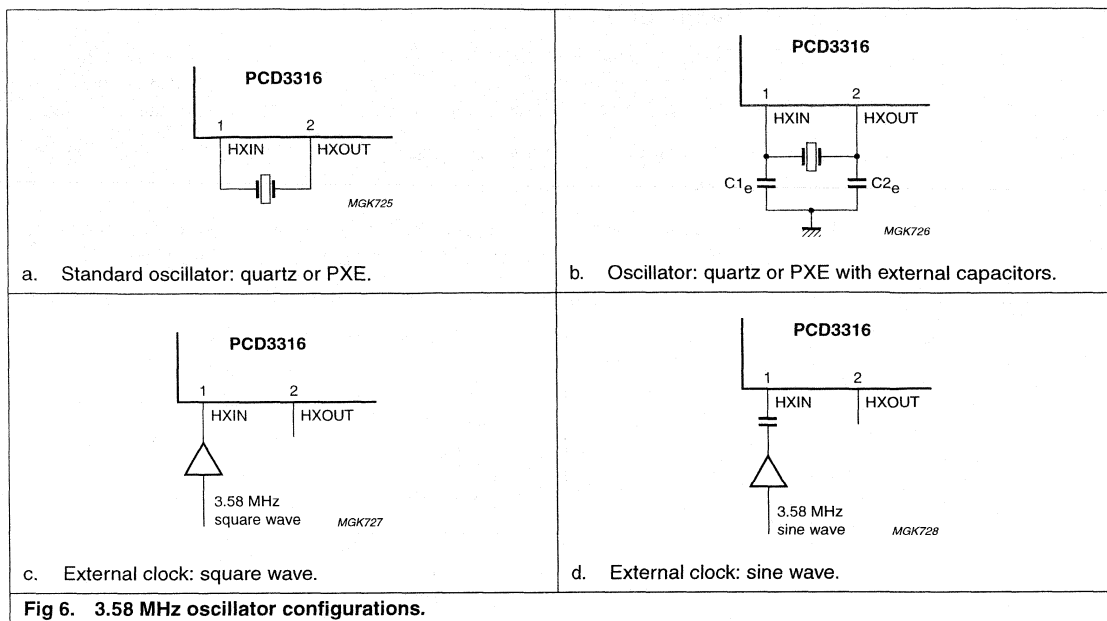 PCD3316
1 2
HXIN HXOUT
MGK725
a. Standard oscillator: quartz or PXE.
PCD3316
1 2
HXIN HXOUT
C1e C2e
MGK726
b. Oscillator: quartz or PXE with external capacitors.
PCD3316
1 2
HXIN HXOUT
3.58 MHz
square wave MGK727
c. External clock: square wave.
PCD3316
1 2
HXIN HXOUT
3.58 MHz
sine wave MGK728
d. External clock: sine wave.
Fig 6. 3.58 MHz oscillator configurations.